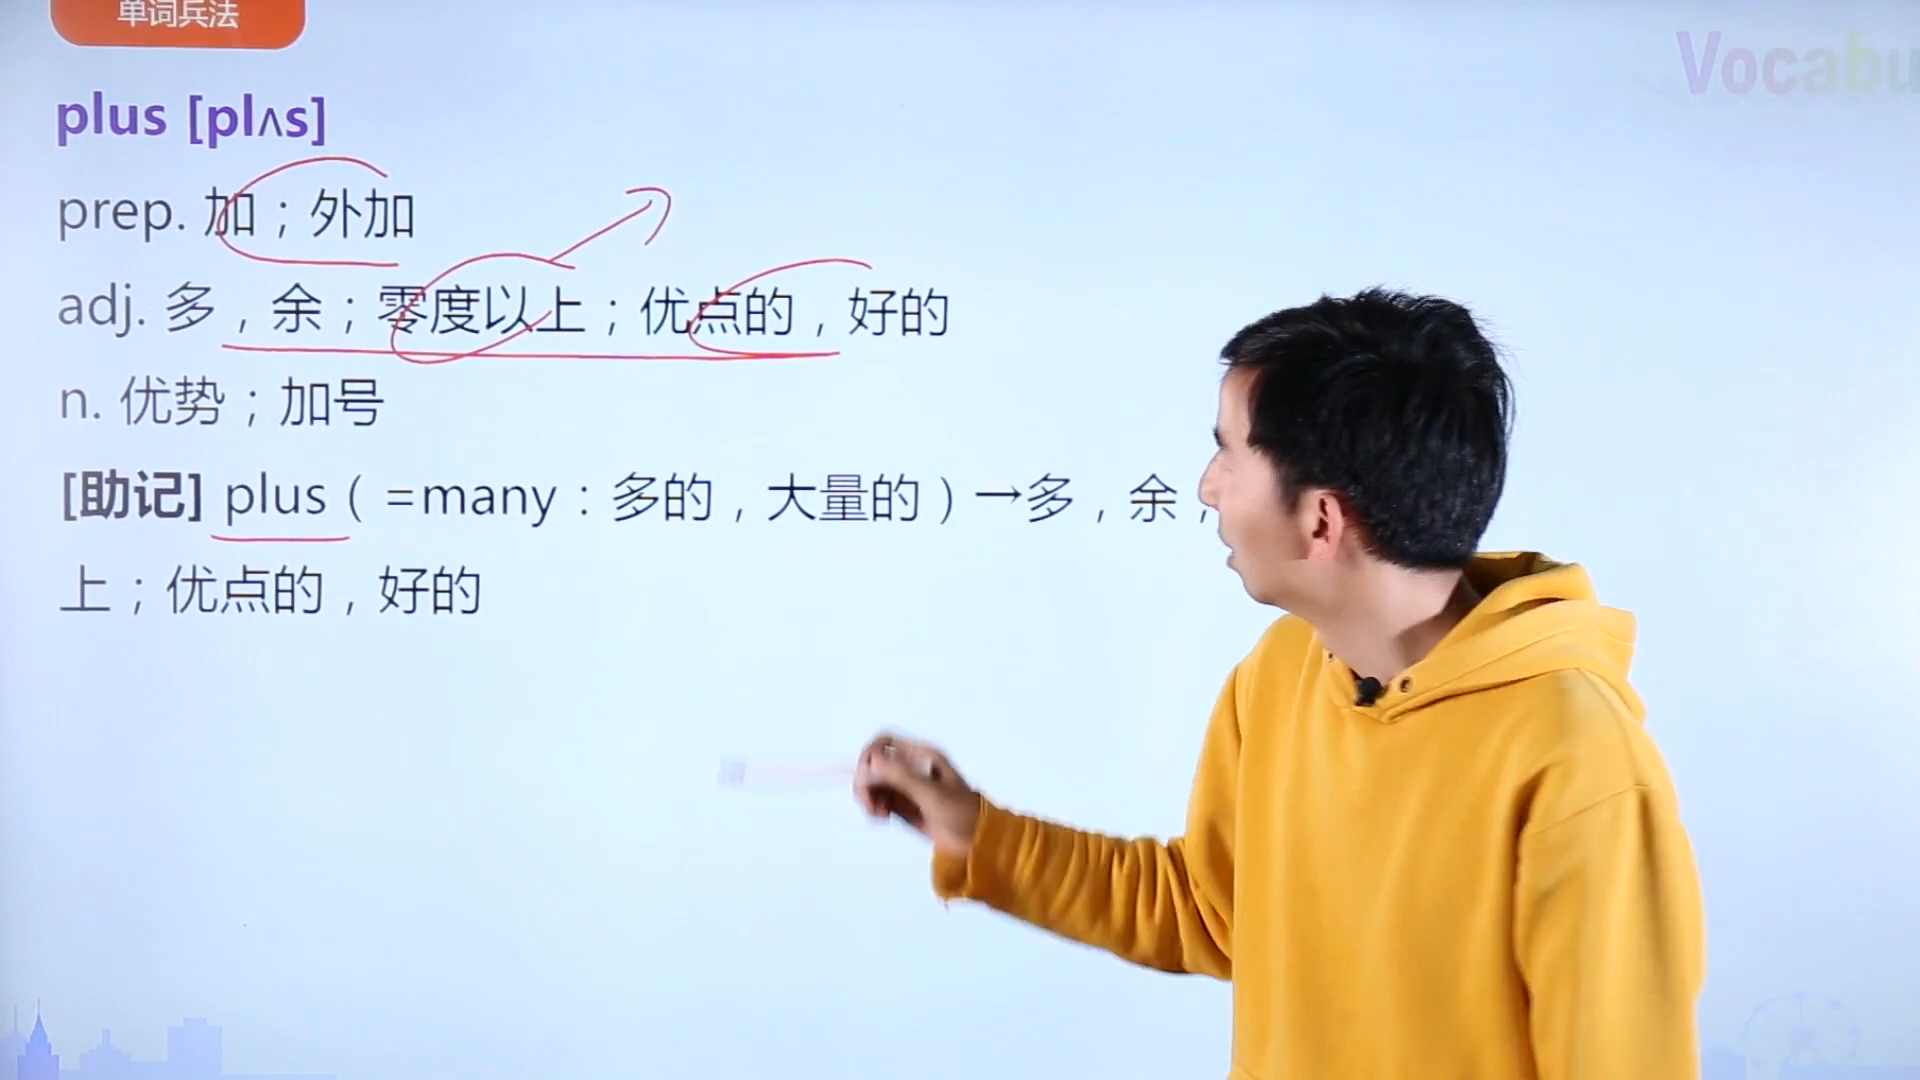 单词兵法
Vocabu
plus [plʌs]
prep. 加；外加
adj. 多，余；零度以上；优点的，好的
n. 优势；加号
[助记] plus（=many：多的，大量的）→多，余；
上；优点的，好的